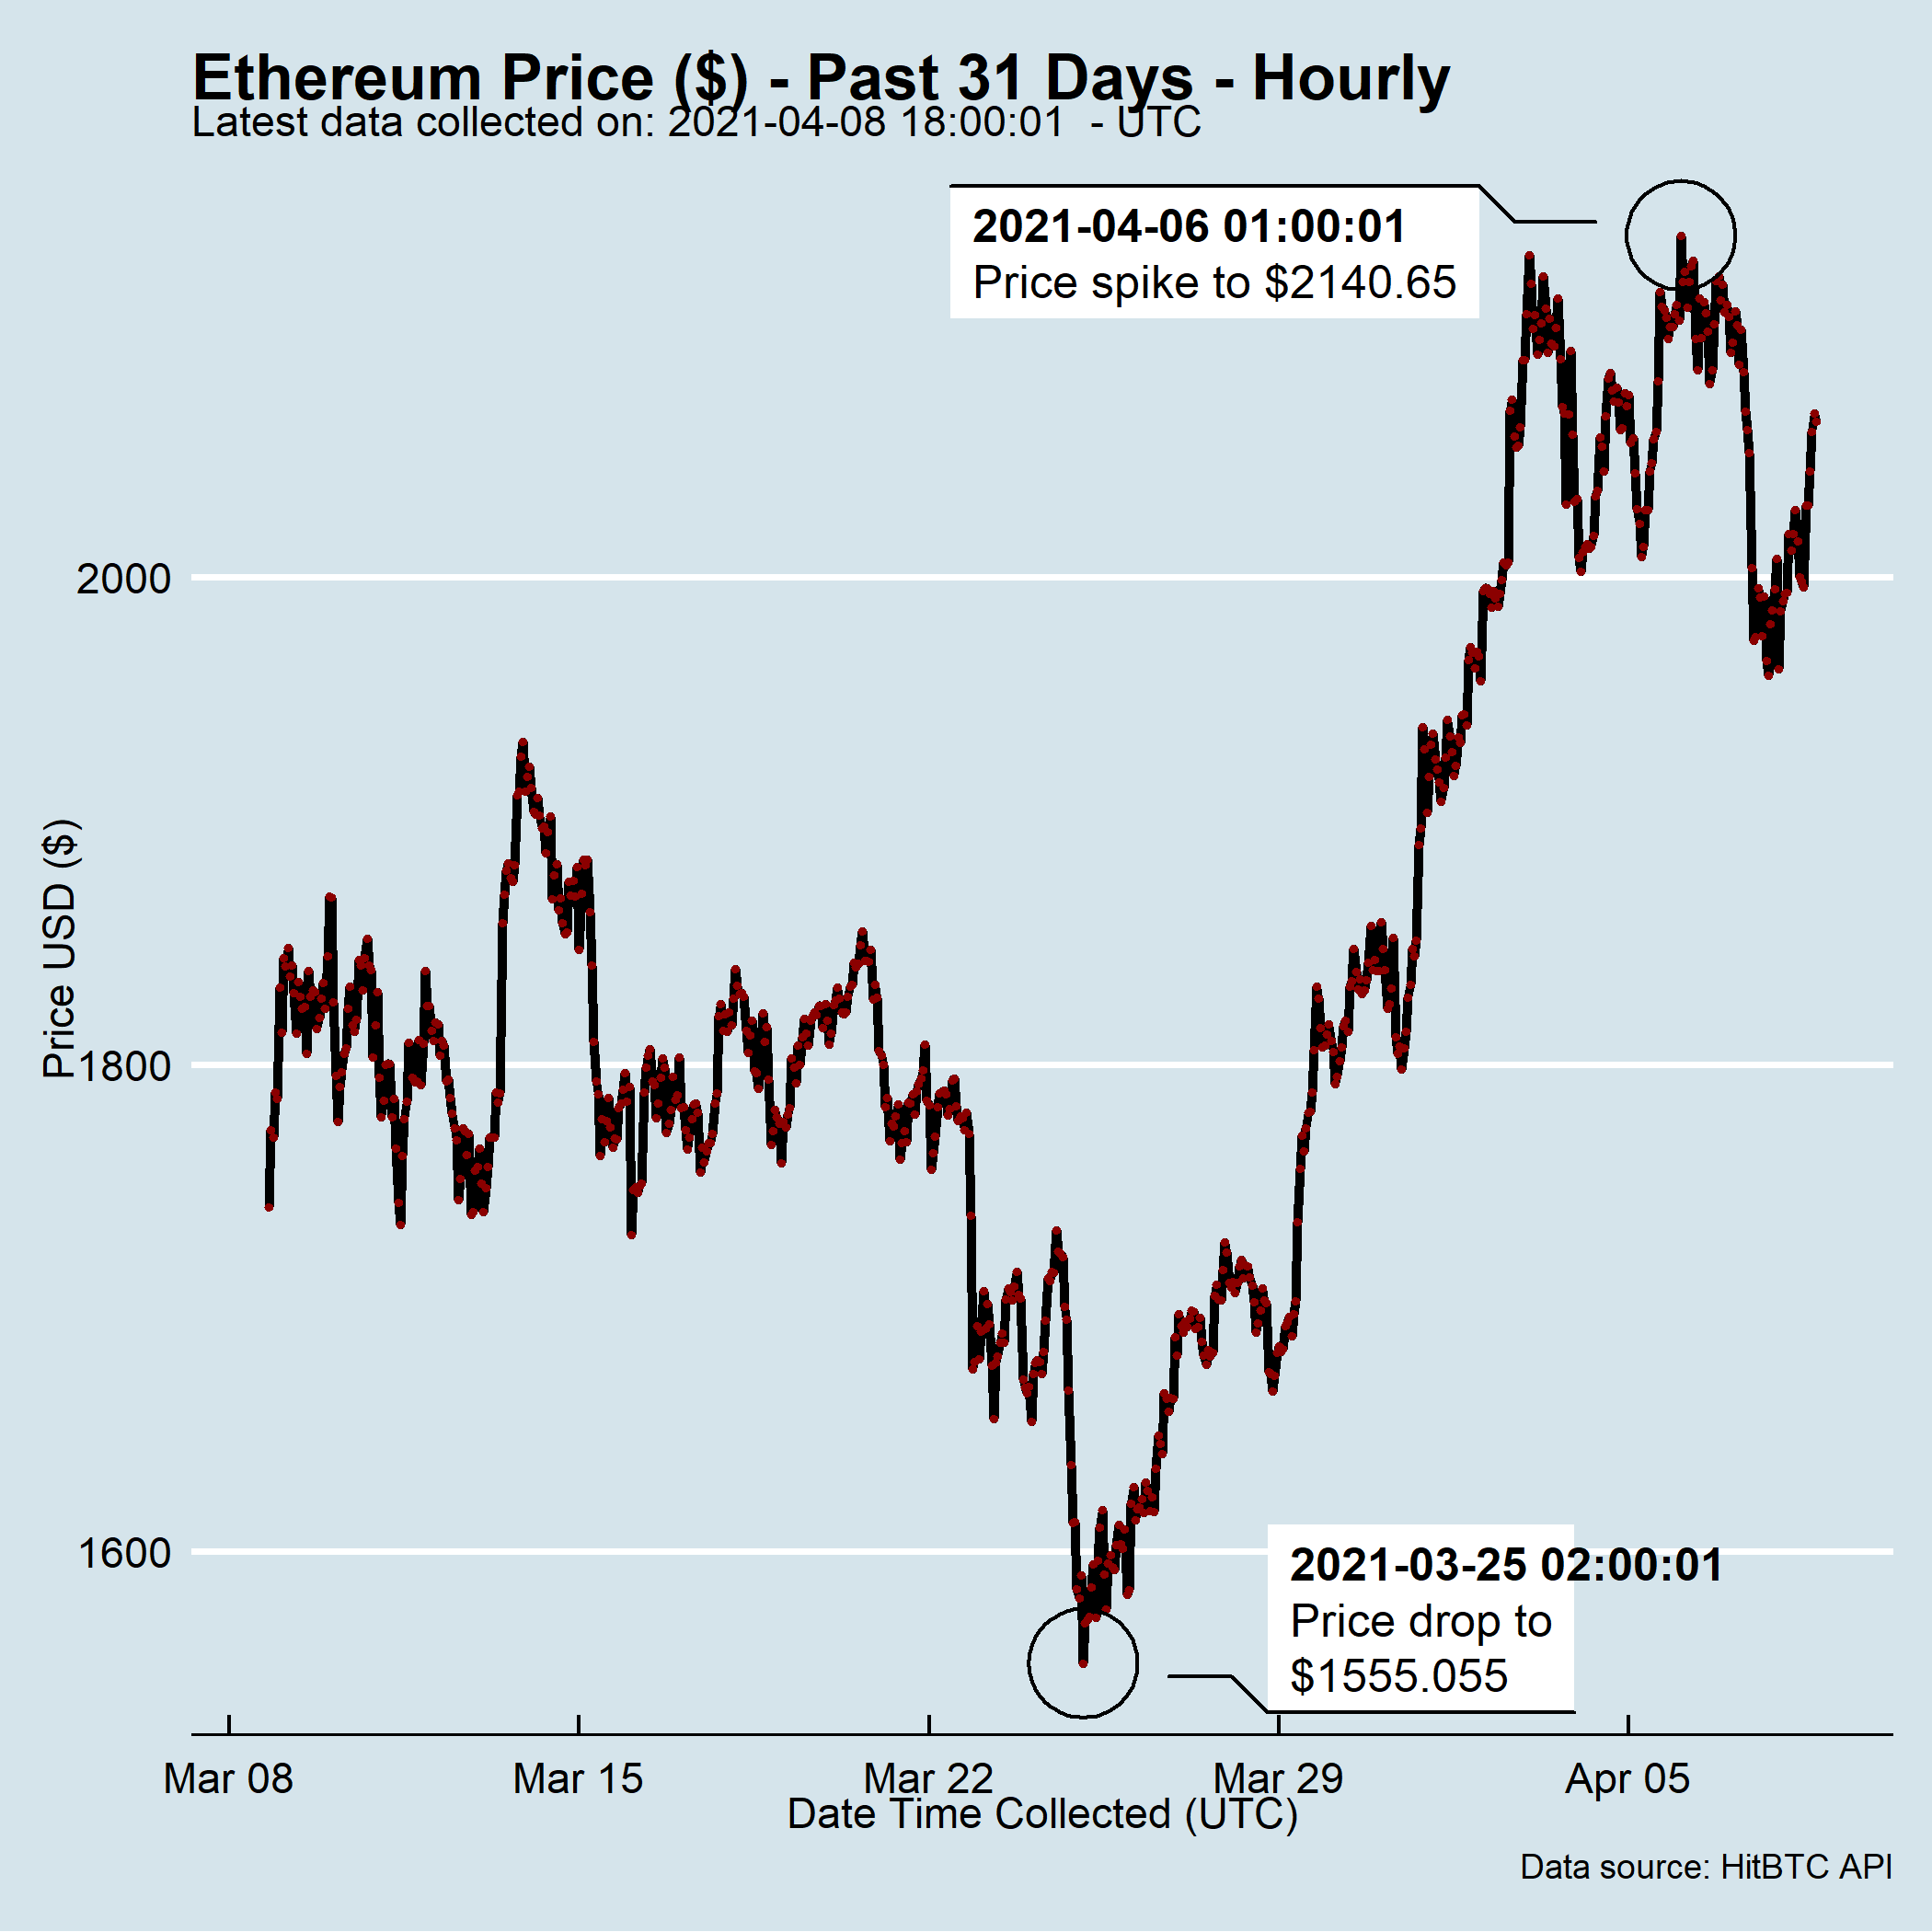 Ethereum Price ($) - Past 31 Days - Hourly
Latest data collected on: 2021-04-08 18:00:01  - UTC
2021-04-06 01:00:01
Price spike to $2140.65
2000
Price USD ($)
1800
1600
2021-03-25 02:00:01
Price drop to
$1555.055
Mar 08
Mar 15
Mar 22
Mar 29
Apr 05
Date Time Collected (UTC)
Data source: HitBTC API